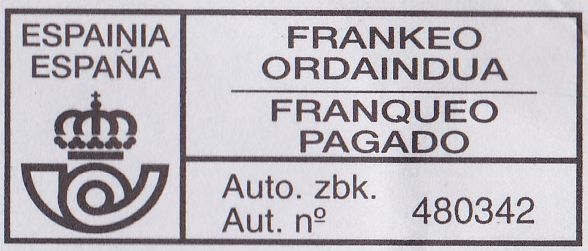 ESPAINIA
ESPAÑA
FRANKEO
ORDAINDUA
FRANQUEO
PAGADO
Auto. zbk.
Aut. nº
480342